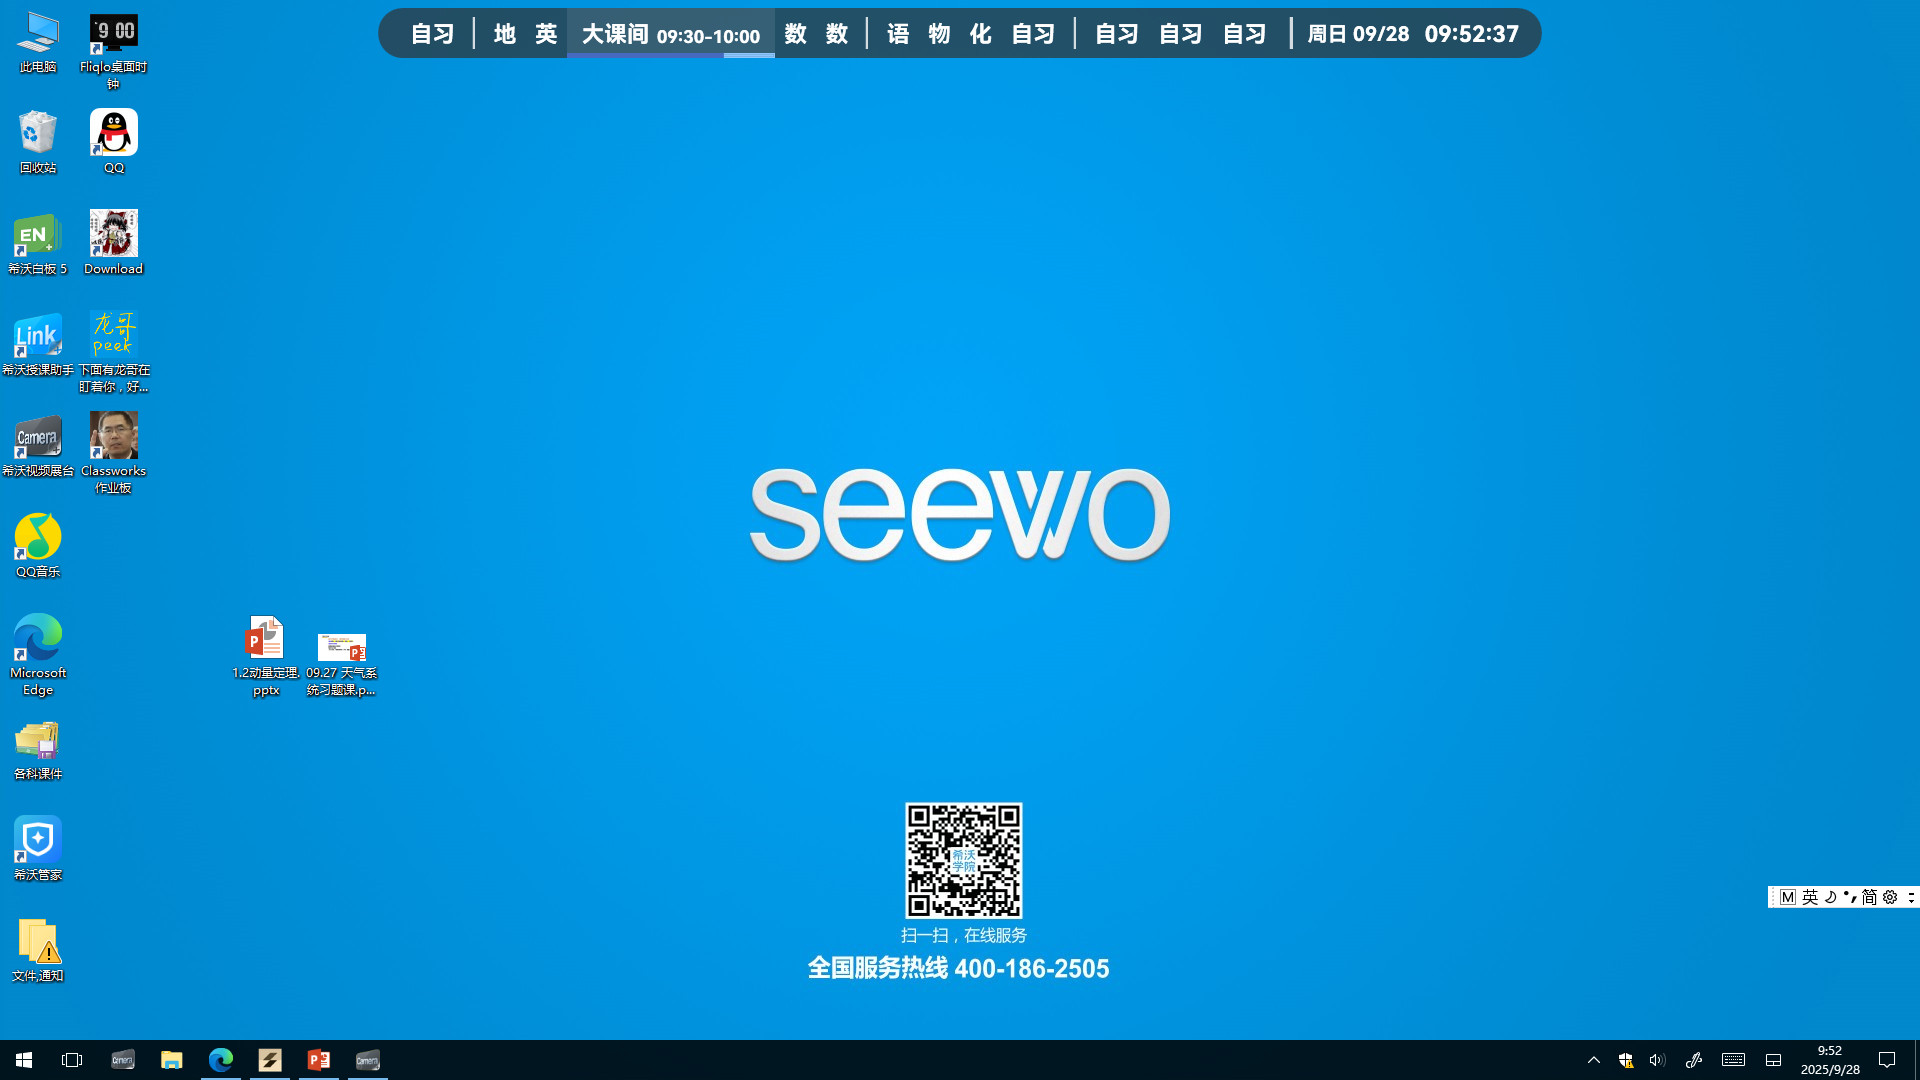 自习 | 地 英 大课间 09:30-10:00 数 数 | 语 物 化 自习 | 自习 自习 自习 | 周日 09/28 09:52:37
此电脑
9 00
Fliqlo桌面时
钟
回收站
QQ
EN
希沃白板 5
Download
Link
希沃授课助手
龙哥
peek
下面有龙哥在
盯着你，好...
Camera
希沃视频展台
Classworks
作业板
QQ音乐
Microsoft
Edge
1.2动量定理.
pptx
09.27 天气系
统习题课.p...
各科课件
希沃管家
文件,通知
seewo
希沃
学院
扫一扫，在线服务
全国服务热线 400-186-2505
M 英 简
Camera
Camera
9:52
2025/9/28